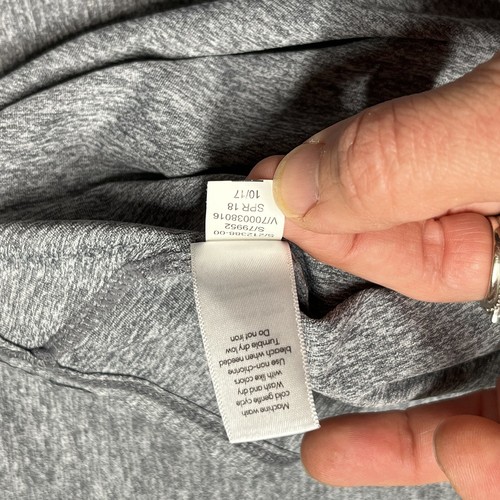 Machine wash
cold gentle cycle
Wash and dry
with like colors
Use non-chlorine
bleach when needed
Tumble dry low
Do not iron
S/79952
V/700038016
SPR 18
10/17